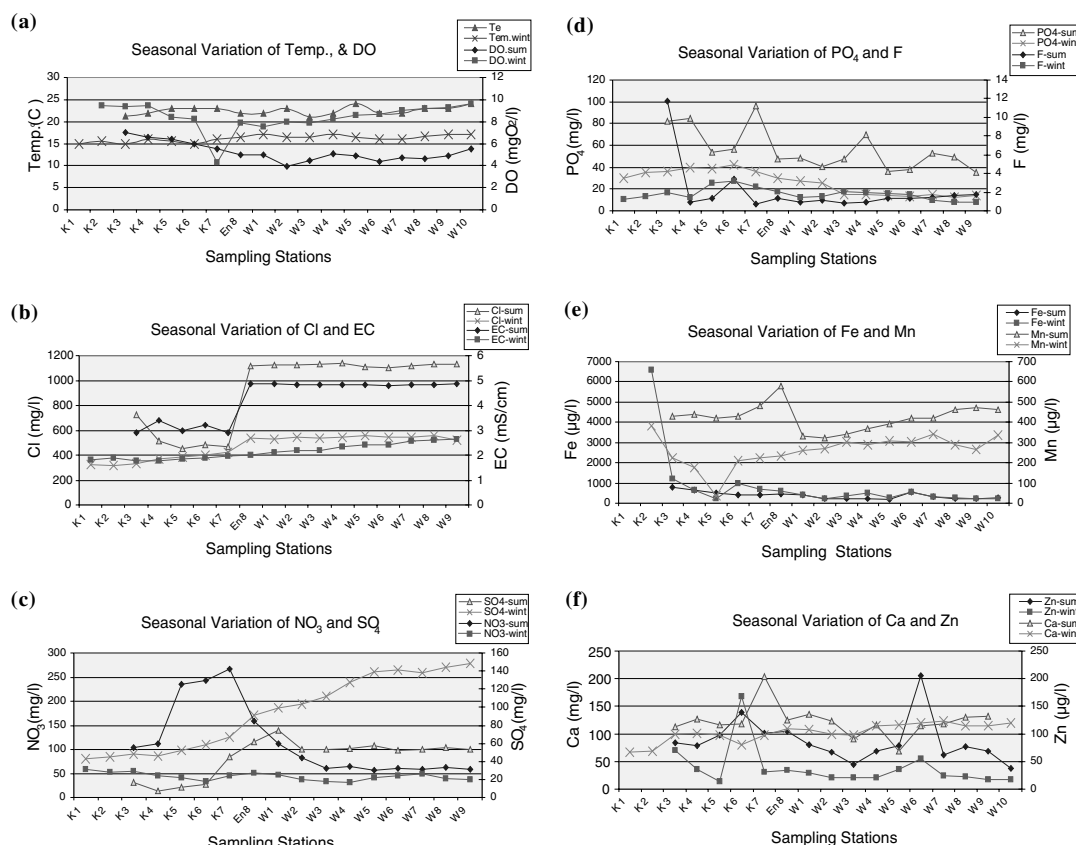 (a)
Seasonal Variation of Temp., & DO
Te
Tem.wint
DO.sum
DO.wint
Temp.(C)
30
25
20
15
10
5
0
12
10
8
6
4
2
0
DO (mgO2/l)
K1 K2 K3 K4 K5 K6 K7 En8 W1 W2 W3 W4 W5 W6 W7 W8 W10
Sampling Stations
(b)
Seasonal Variation of Cl and EC
Cl-sum
Cl-wint
EC-sum
EC-wint
Cl (mg/l)
1200
1000
800
600
400
200
0
6
5
4
3
2
1
0
EC (mS/cm)
K1 K2 K3 K4 K5 K6 K7 En8 W1 W2 W3 W4 W5 W6 W7 W8 W9
Sampling Stations
(c)
Seasonal Variation of NO3 and SO4
SO4-sum
SO4-wint
NO3-sum
NO3-wint
NO3(mg/l)
300
250
200
150
100
50
0
160
140
120
100
80
60
40
20
0
SO4(mg/l)
K1 K2 K3 K4 K5 K6 K7 En8 W1 W2 W3 W4 W5 W6 W7 W8 W9
Sampling Stations
(d)
Seasonal Variation of PO4 and F
PO4-sum
PO4-win
F-sum
F-wint
PO4(mg/l)
120
100
80
60
40
20
0
14
12
10
8
6
4
2
0
F (mg/l)
K1 K2 K3 K4 K5 K6 K7 En8 W1 W2 W3 W4 W5 W6 W7 W8 W9
Sampling Stations
(e)
Seasonal Variation of Fe and Mn
Fe-sum
Fe-wint
Mn-sum
Mn-wint
Fe(µg/l)
7000
6000
5000
4000
3000
2000
1000
0
700
600
500
400
300
200
100
0
Mn(µg/l)
K1 K2 K3 K4 K5 K6 K7 En8 W1 W2 W3 W4 W5 W6 W7 W8 W9 W10
Sampling Stations
(f)
Seasonal Variation of Ca and Zn
Zn-sum
Zn-wint
Ca-sum
Ca-wint
Ca (mg/l)
250
200
150
100
50
0
250
200
150
100
50
0
Zn (µg/l)
K1 K2 K3 K4 K5 K6 K7 En8 W1 W2 W3 W4 W5 W6 W7 W8 W9 W10
Sampling Stations